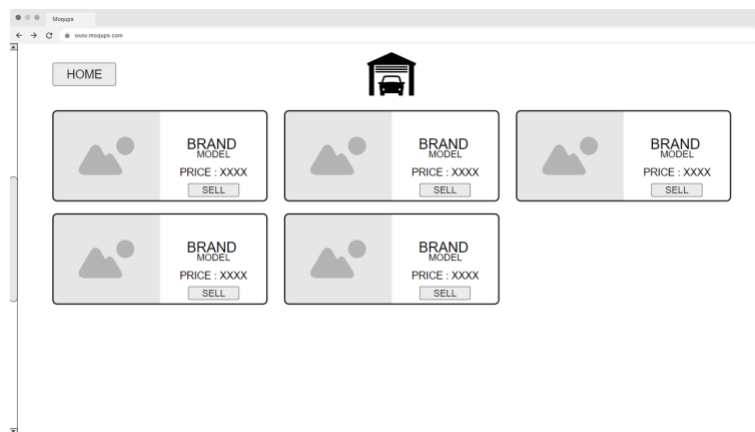 Moqups
www.moqups.com
HOME
BRAND
MODEL
PRICE : XXXX
SELL
BRAND
MODEL
PRICE : XXXX
SELL
BRAND
MODEL
PRICE : XXXX
SELL
BRAND
MODEL
PRICE : XXXX
SELL
BRAND
MODEL
PRICE : XXXX
SELL